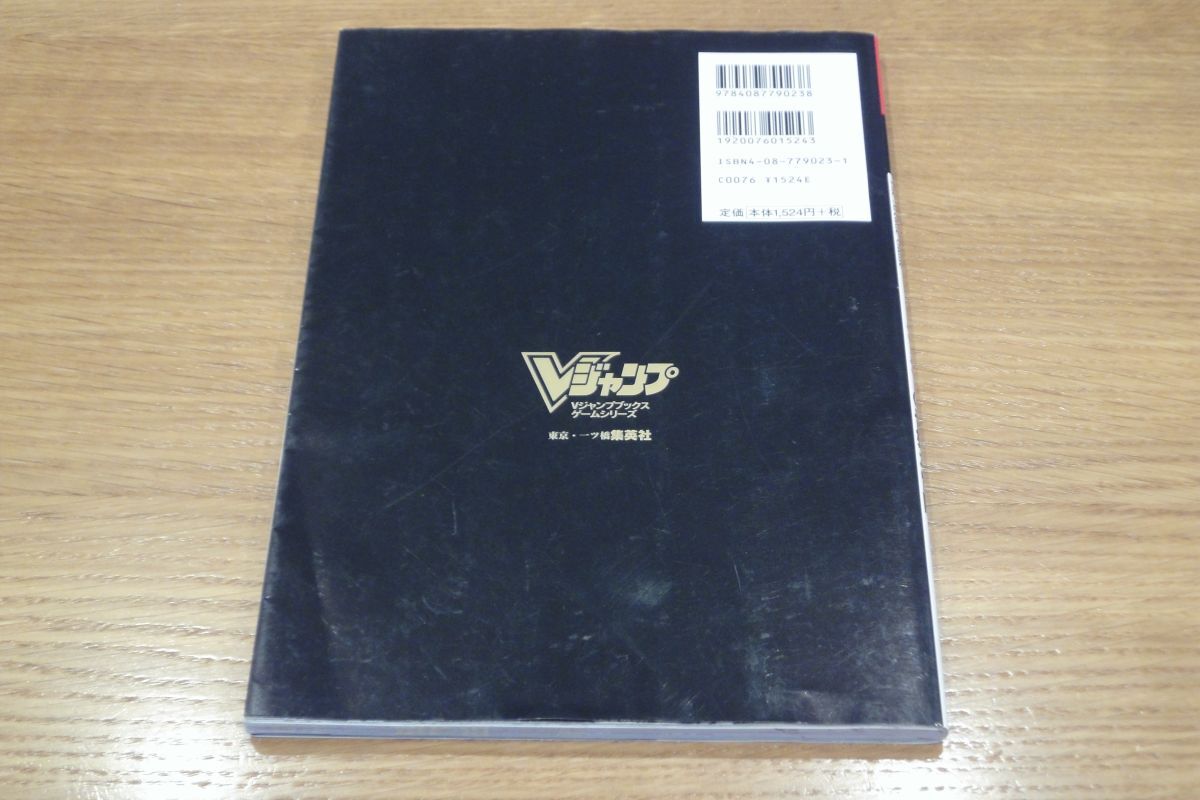 9784087790238
1920076015243
ISBN4-08-779023-1
C0076 ¥1524E
定価 本体1,524円+税
Vジャンプ
Vジャンプブックス
ゲームシリーズ
東京・一ツ橋集英社